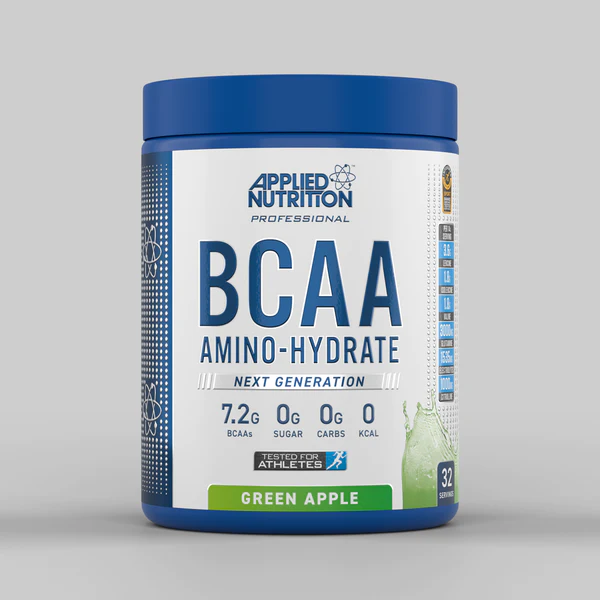 APPLIED
NUTRITION
PROFESSIONAL
BCAA
AMINO-HYDRATE
NEXT GENERATION
7.2G 0G 0G 0
BCAAs SUGAR CARBS KCAL
TESTED FOR
ATHLETES
GREEN APPLE
32
SERVINGS